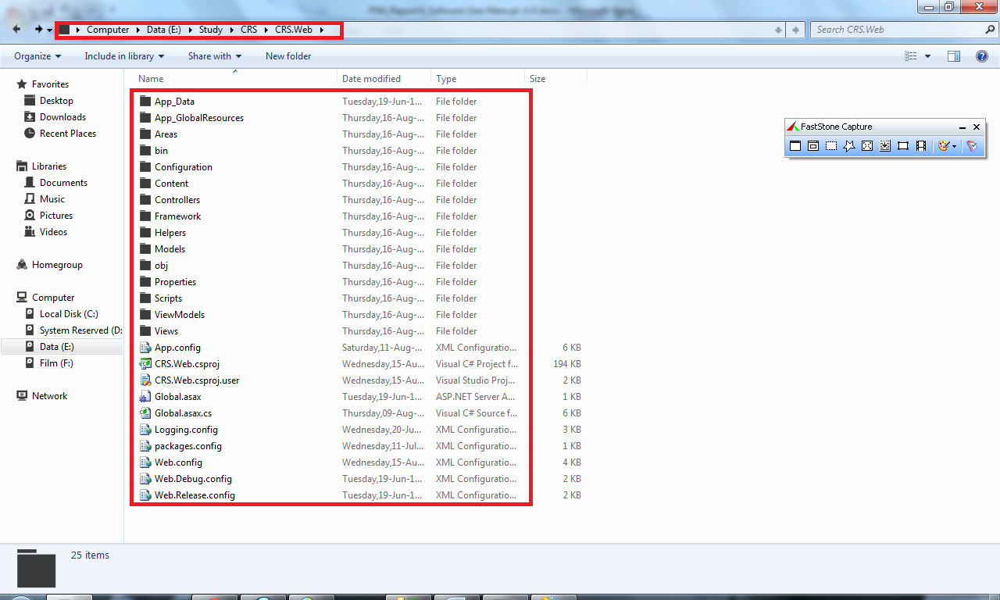 Computer Data (E:) Study CRS CRS.Web Search CRS.Web
Organize Include in library Share with New folder
Name Date modified Type Size
Favorites
Desktop
Downloads
Recent Places
Libraries
Documents
Music
Pictures
Videos
Homegroup
Computer
Local Disk (C:)
System Reserved (D:
Data (E:)
Film (F:)
Network
App_Data Tuesday,19-Jun-1... File folder
App_GlobalResources Thursday,16-Aug-... File folder
Areas Thursday,16-Aug-... File folder
bin Thursday,16-Aug-... File folder
Configuration Thursday,16-Aug-... File folder
Content Thursday,16-Aug-... File folder
Controllers Thursday,16-Aug-... File folder
Framework Thursday,16-Aug-... File folder
Helpers Thursday,16-Aug-... File folder
Models Thursday,16-Aug-... File folder
obj Thursday,16-Aug-... File folder
Properties Thursday,16-Aug-... File folder
Scripts Thursday,16-Aug-... File folder
ViewModels Thursday,16-Aug-... File folder
Views Thursday,16-Aug-... File folder
App.config Saturday,11-Aug-... XML Configuratio... 6 KB
CRS.Web.csproj Wednesday,15-Au... Visual C# Project f... 194 KB
CRS.Web.csproj.user Wednesday,15-Au... Visual Studio Proj... 2 KB
Global.asax Tuesday,19-Jun-1... ASP.NET Server A... 1 KB
Global.asax.cs Thursday,09-Aug-... Visual C# Source f... 6 KB
Logging.config Wednesday,20-Ju... XML Configuratio... 3 KB
packages.config Wednesday,11-Jul... XML Configuratio... 1 KB
Web.config Wednesday,15-Au... XML Configuratio... 4 KB
Web.Debug.config Tuesday,19-Jun-1... XML Configuratio... 2 KB
Web.Release.config Tuesday,19-Jun-1... XML Configuratio... 2 KB
FastStone Capture
25 items